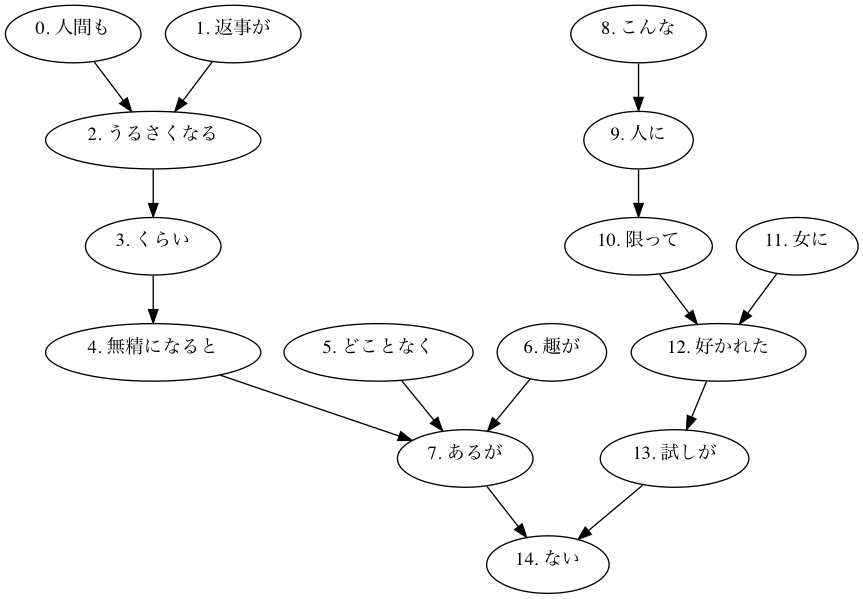 0. 人間も
1. 返事が
8. こんな
2. うるさくなる
9. 人に
3. くらい
10. 限って
11. 女に
4. 無精になると
5. どことなく
6. 趣が
12. 好かれた
7. あるが
13. 試しが
14. ない